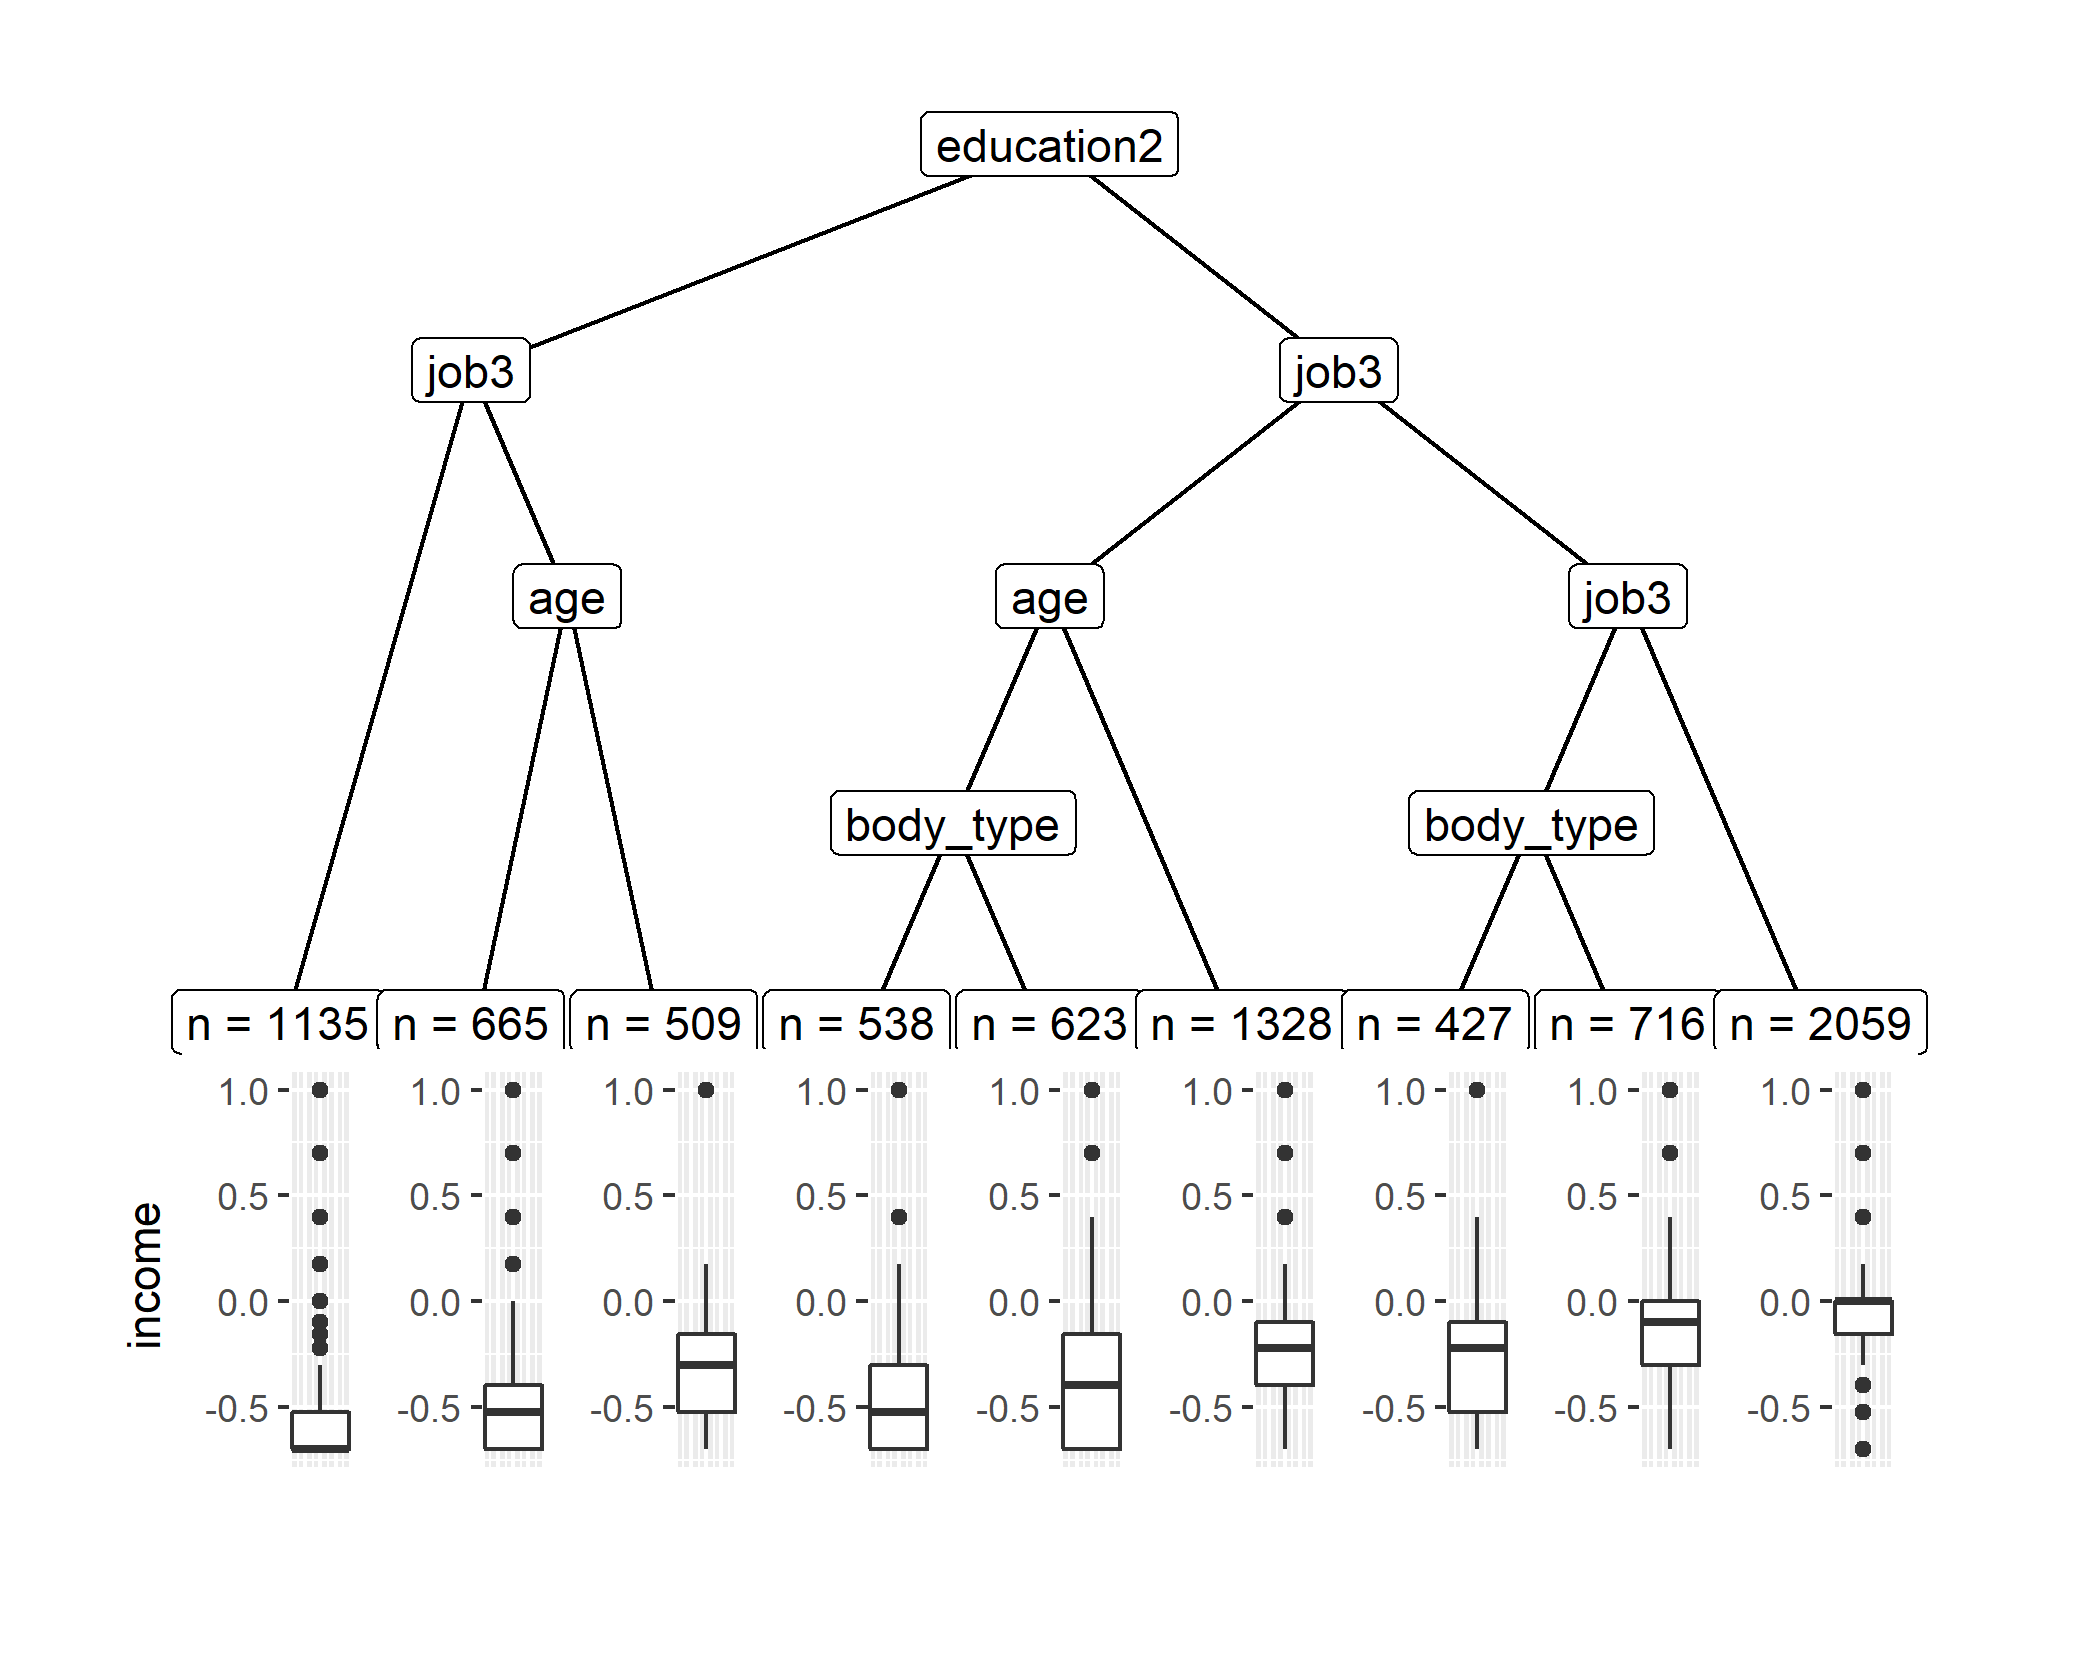 education2
job3 job3
age age job3
body_type body_type
n = 1135 n = 665 n = 509 n = 538 n = 623 n = 1328 n = 427 n = 716 n = 2059
1.0 1.0 1.0 1.0 1.0 1.0 1.0 1.0 1.0
0.5 0.5 0.5 0.5 0.5 0.5 0.5 0.5 0.5
0.0 0.0 0.0 0.0 0.0 0.0 0.0 0.0 0.0
-0.5 -0.5 -0.5 -0.5 -0.5 -0.5 -0.5 -0.5 -0.5
income